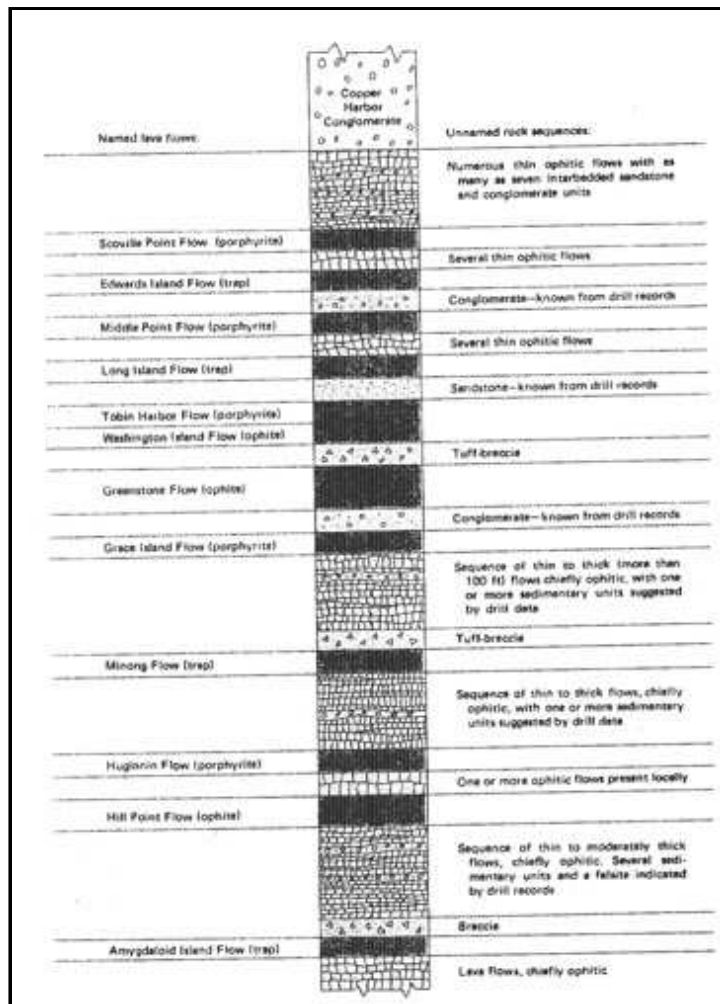 Copper
Harbor
Conglomerate
Named lava flows:
Unnamed rock sequences:
Numerous thin ophitic flows with as
many as seven interbedded sandstone
and conglomerate units
Scoville Point Flow (porphyrite)
Several thin ophitic flows
Edwards Island Flow (trap)
Conglomerate—known from drill records
Middle Point Flow (porphyrite)
Several thin ophitic flows
Long Island Flow (trap)
Sandstone—known from drill records
Tobin Harbor Flow (porphyrite)
Washington Island Flow (ophite)
Tuff-breccia
Greenstone Flow (ophite)
Conglomerate—known from drill records
Grace Island Flow (porphyrite)
Sequence of thin to thick (more than
100 ft) flows chiefly ophitic, with one
or more sedimentary units suggested
by drill data
Tuff-breccia
Minong Flow (trap)
Sequence of thin to thick flows, chiefly
ophitic, with one or more sedimentary
units suggested by drill data
Huginnin Flow (porphyrite)
One or more ophitic flows present locally
Hill Point Flow (ophite)
Sequence of thin to moderately thick
flows, chiefly ophitic. Several sedi-
mentary units and a felsite indicated
by drill records
Breccia
Amygdaloid Island Flow (trap)
Lava flows, chiefly ophitic